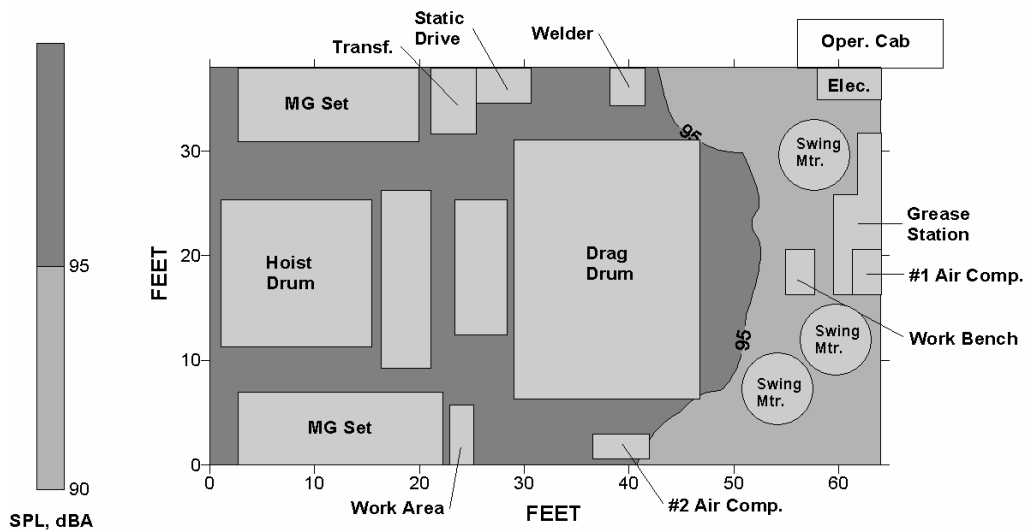 Static
Drive
Transf.
Welder
Oper. Cab
MG Set
Elec.
95
30
Swing
Mtr.
Grease
Station
95
20
FEET
Hoist
Drum
Drag
Drum
#1 Air Comp.
95
Swing
Mtr.
Work Bench
10
Swing
Mtr.
MG Set
0
90
0
10
20
30
40
50
60
SPL, dBA
Work Area
FEET
#2 Air Comp.